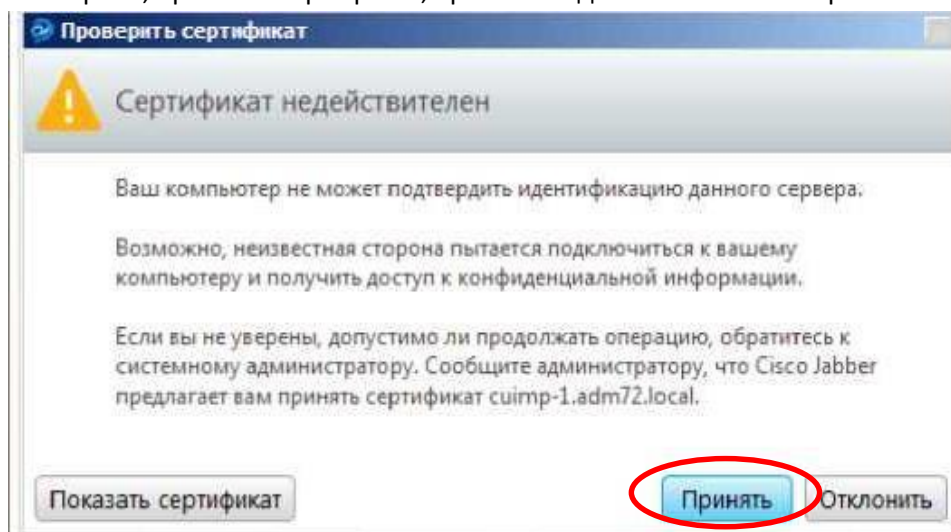 Проверить сертификат
Сертификат недействителен
Ваш компьютер не может подтвердить идентификацию данного сервера.
Возможно, неизвестная сторона пытается подключиться к вашему
компьютеру и получить доступ к конфиденциальной информации.
Если вы не уверены, допустимо ли продолжать операцию, обратитесь к
системному администратору. Сообщите администратору, что Cisco Jabber
предлагает вам принять сертификат cuimp-1.adm72.local.
Показать сертификат Принять Отклонить